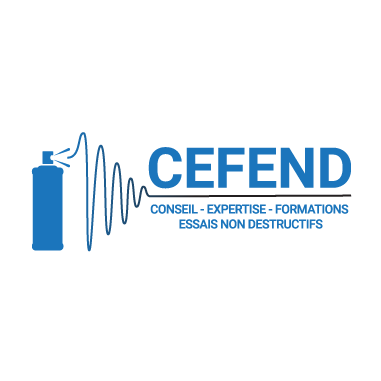 CEFEND
CONSEIL - EXPERTISE - FORMATIONS
ESSAIS NON DESTRUCTIFS